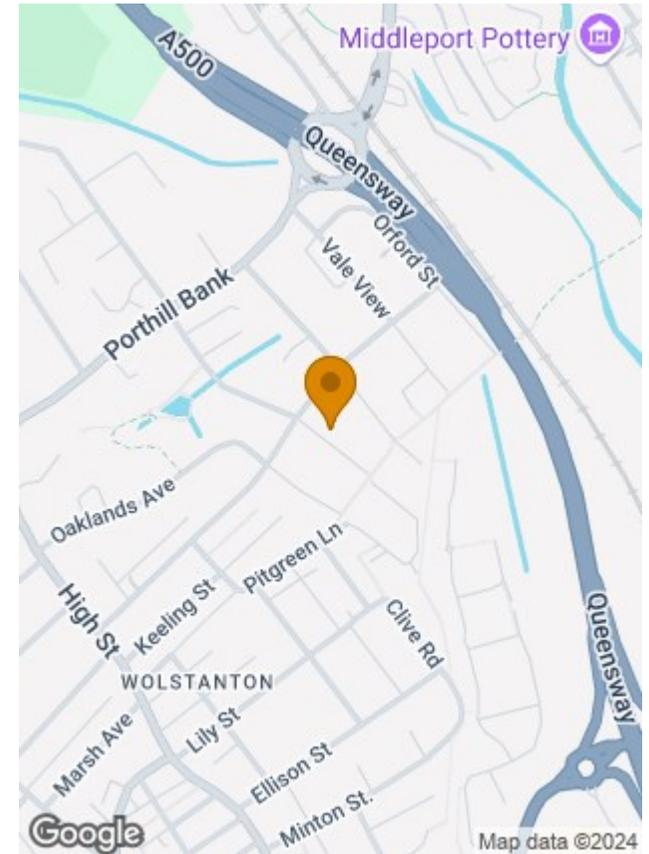 Middleport Pottery
A500
Queensway
Orford St
Vale View
Porthill Bank
Oaklands Ave
Pitgreen Ln
Keeling St
High St
Clive Rd
Queensway
WOLSTANTON
Lily St
Marsh Ave
Ellison St
Minton St.
Google
Map data ©2024